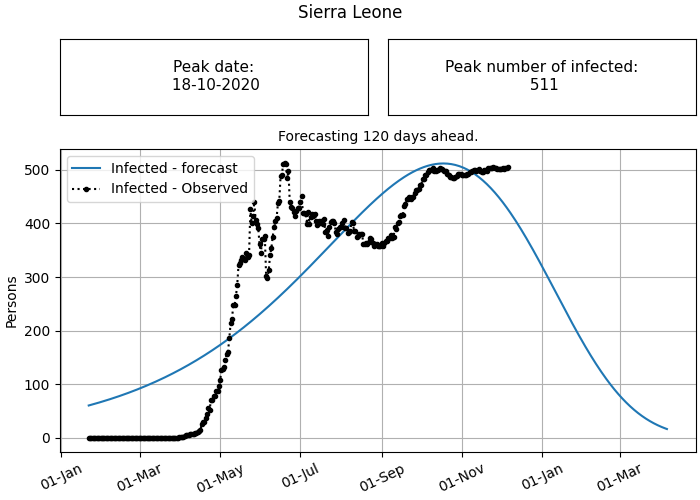 Sierra Leone
Peak date:
18-10-2020
Peak number of infected:
511
Forecasting 120 days ahead.
Infected - forecast
Infected - Observed
Persons
500
400
300
200
100
0
01-Jan
01-Mar
01-May
01-Jul
01-Sep
01-Nov
01-Jan
01-Mar